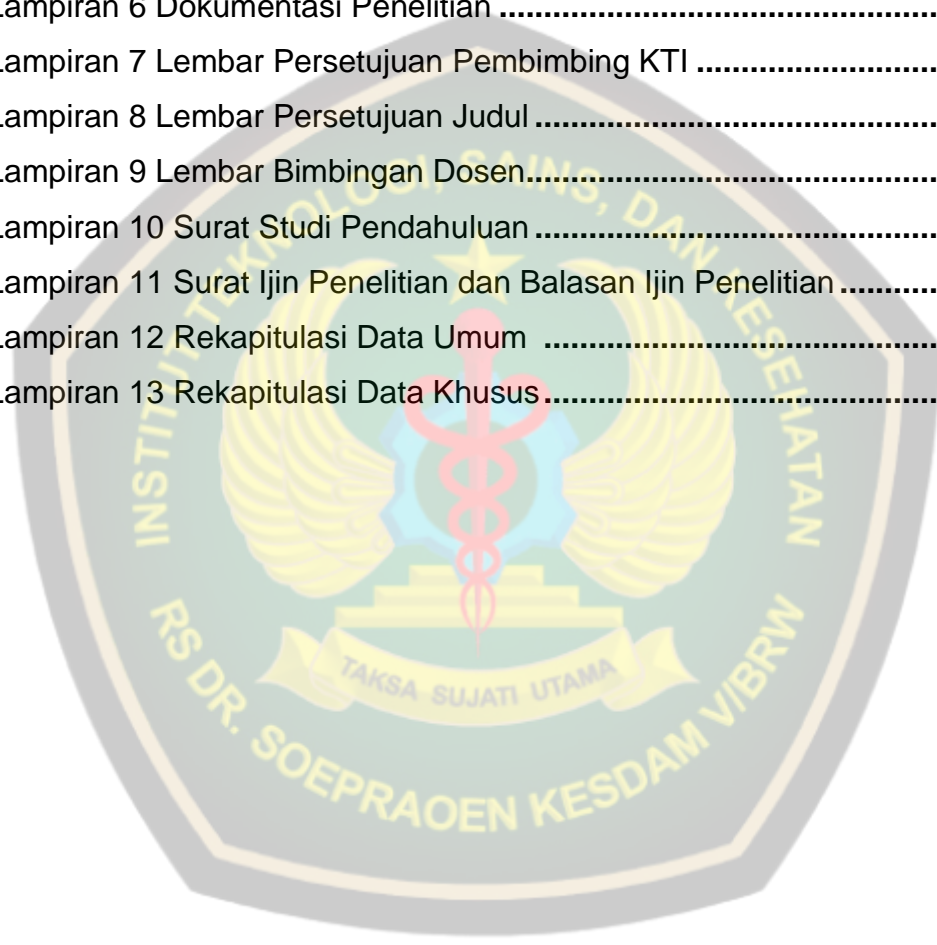 Lampiran 6 Dokumentasi Penelitian ..................................................
Lampiran 7 Lembar Persetujuan Pembimbing KTI ............................
Lampiran 8 Lembar Persetujuan Judul ..............................................
Lampiran 9 Lembar Bimbingan Dosen...............................................
Lampiran 10 Surat Studi Pendahuluan ..............................................
Lampiran 11 Surat Ijin Penelitian dan Balasan Ijin Penelitian ...........
Lampiran 12 Rekapitulasi Data Umum .............................................
Lampiran 13 Rekapitulasi Data Khusus.............................................
INSTITUT TEKNOLOGI, SAINS, DAN KESEHATAN
TAKSA SUJATI UTAMA
RS DR. SOEPRAOEN KESDAM V/BRW